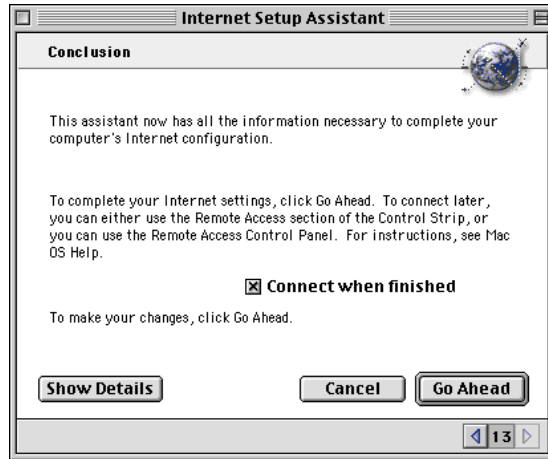 Internet Setup Assistant
Conclusion
This assistant now has all the information necessary to complete your
computer's Internet configuration.
To complete your Internet settings, click Go Ahead. To connect later,
you can either use the Remote Access section of the Control Strip, or
you can use the Remote Access Control Panel. For instructions, see Mac
OS Help.
Connect when finished
To make your changes, click Go Ahead.
Show Details
Cancel
Go Ahead
13